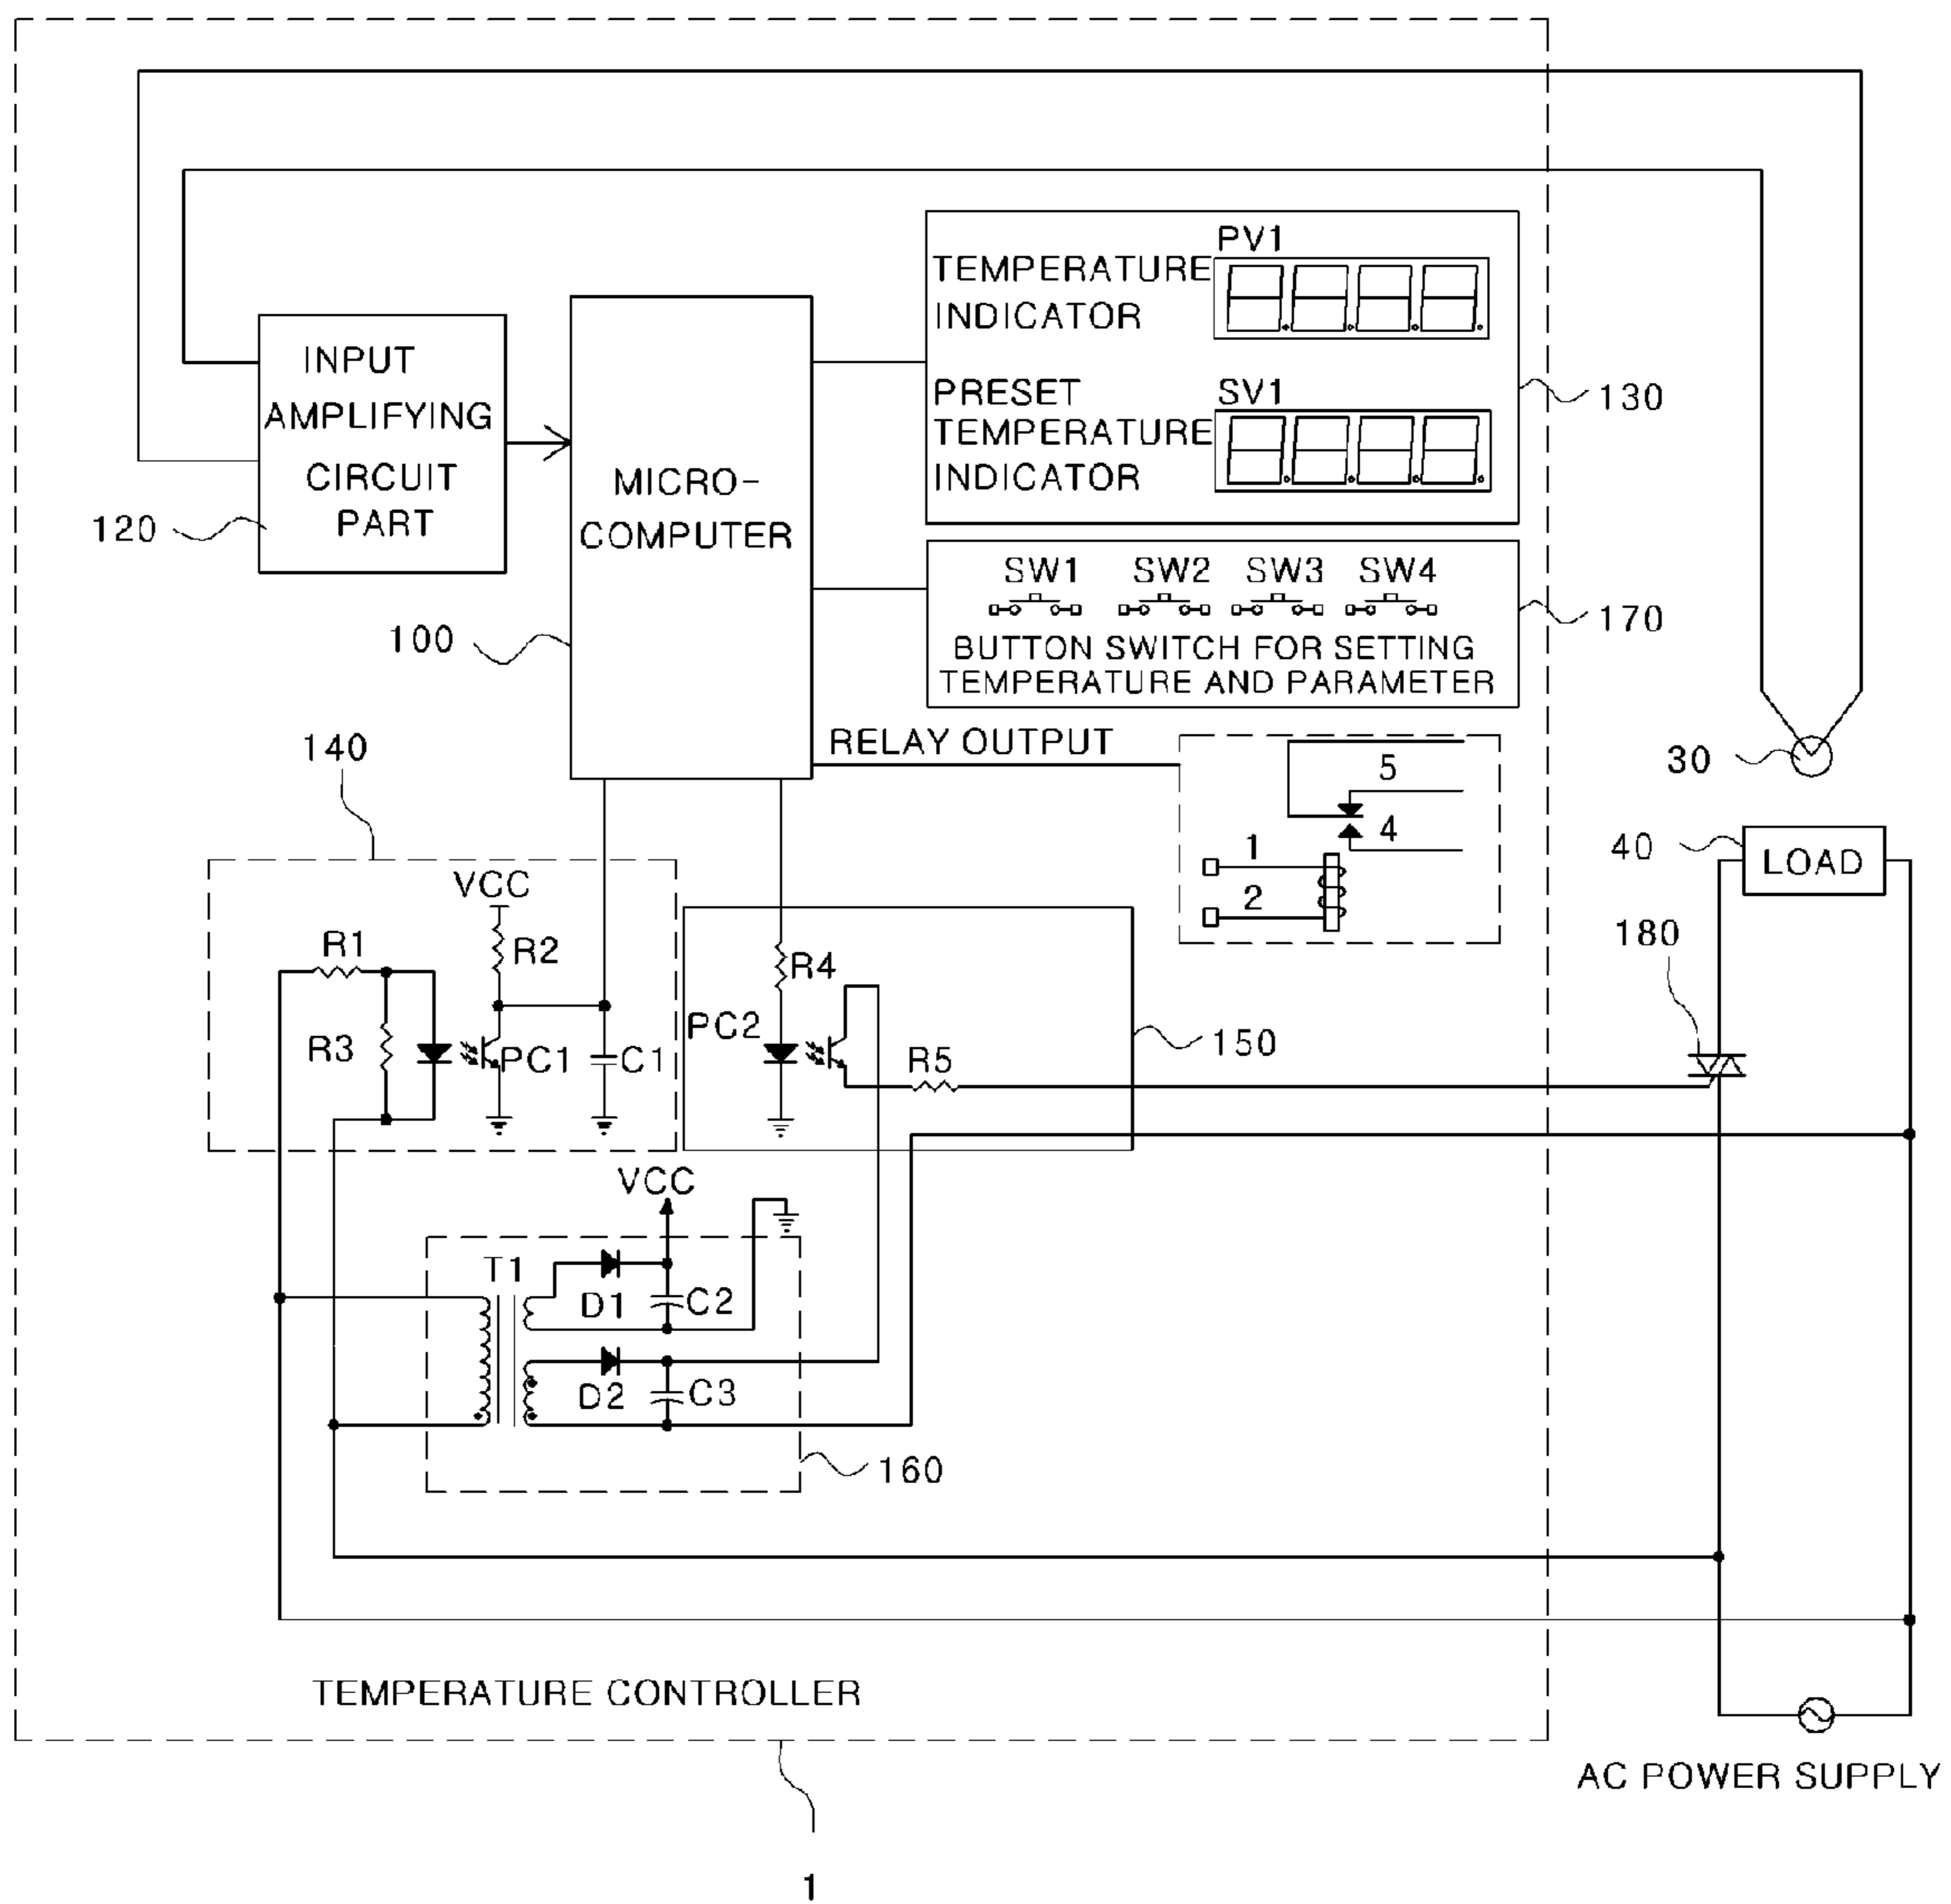 PV1
TEMPERATURE
INDICATOR
PRESET
TEMPERATURE
INDICATOR
SV1
130
INPUT
AMPLIFYING
CIRCUIT
PART
120
MICRO-
COMPUTER
100
SW1 SW2 SW3 SW4
BUTTON SWITCH FOR SETTING
TEMPERATURE AND PARAMETER
170
RELAY OUTPUT
5
4
1
2
30
40
LOAD
180
140
VCC
R1
R2
R3
PC1
C1
R4
PC2
R5
150
VCC
T1
D1
C2
D2
C3
160
TEMPERATURE CONTROLLER
AC POWER SUPPLY
1